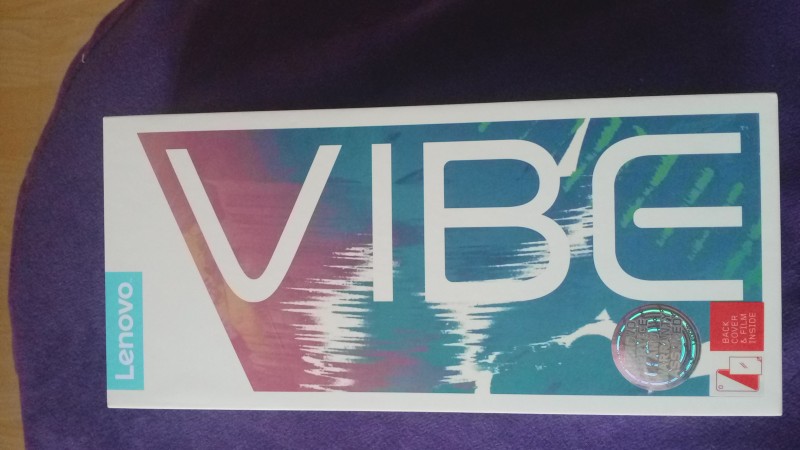 VIBE
Lenovo
BACK
COVER
& FILM
INSIDE